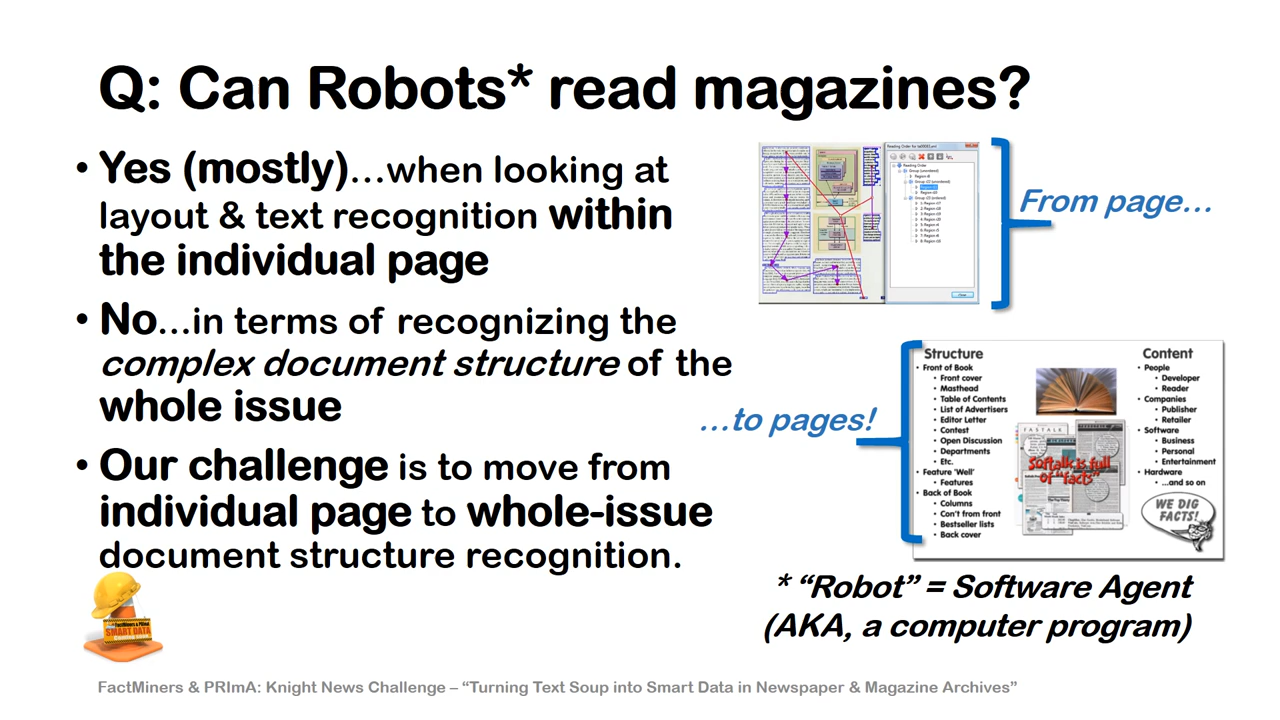 Q: Can Robots* read magazines?
• Yes (mostly)...when looking at
layout & text recognition within
the individual page
• No...in terms of recognizing the
complex document structure of the
whole issue
• Our challenge is to move from
individual page to whole-issue
document structure recognition.
From page...
Close
...to pages!
Structure
• Front of Book
• Front cover
• Masthead
• Table of Contents
• List of Advertisers
• Editor Letter
• Contest
• Open Discussion
• Departments
• Etc.
• Feature 'Well'
• Features
• Back of Book
• Columns
• Con't from front
• Bestseller lists
• Back cover
FASTALK
Softalk is full
of "facts"
Content
• People
• Developer
• Reader
• Companies
• Publisher
• Retailer
• Software
• Business
• Personal
• Entertainment
• Hardware
• ...and so on
WE DIG
FACTS!
* “Robot” = Software Agent
(AKA, a computer program)
FactMiners & PRImA
SMART DATA
FactMiners & PRImA: Knight News Challenge – “Turning Text Soup into Smart Data in Newspaper & Magazine Archives”